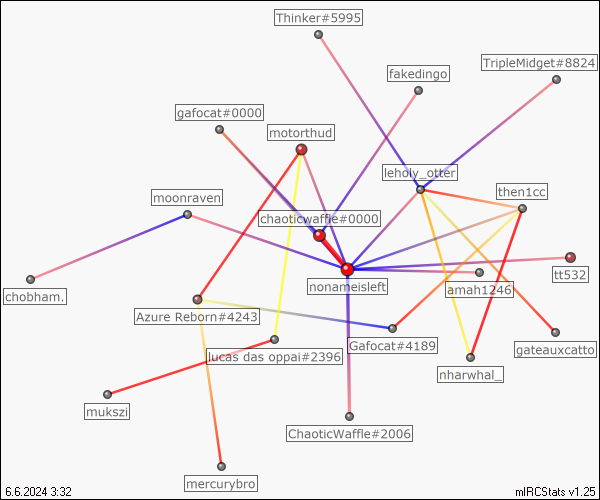 Thinker#5995
TripleMidget#8824
fakedingo
gafocat#0000
motorthud
leholy_otter
then1cc
moonraven
chaoticwaffle#0000
tt532
nonameisleft
amah1246
chobham.
Azure Reborn#4243
Gafocat#4189
gateauxcatto
lucas das oppai#2396
nharwhal_
mukszi
ChaoticWaffle#2006
mercurybro
6.6.2024 3:32
mIRCStats v1.25